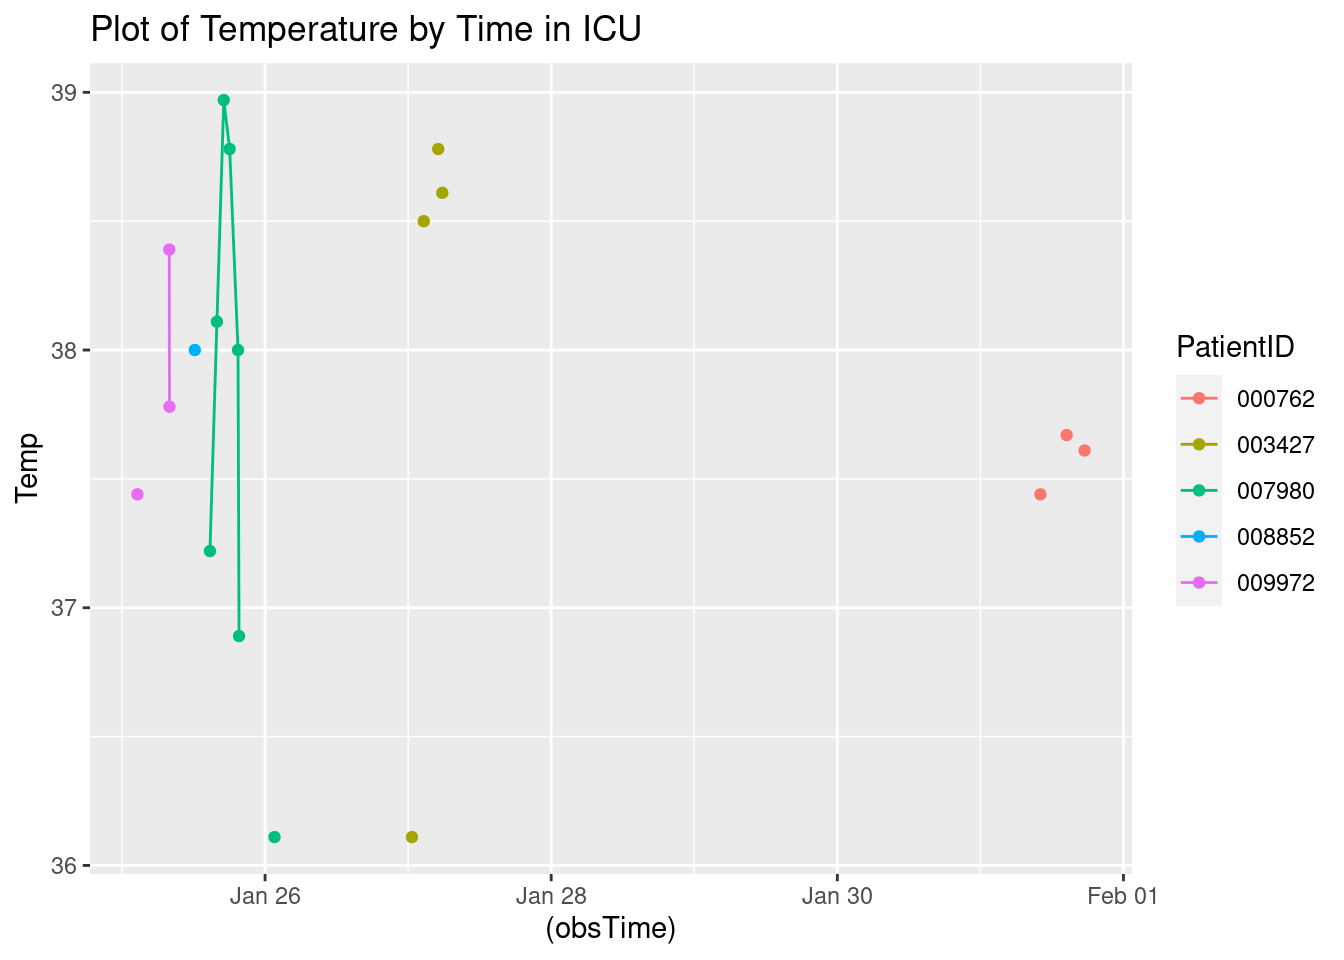 Plot of Temperature by Time in ICU
39
38
37
36
Temp
Jan 26
Jan 28
Jan 30
Feb 01
(obsTime)
PatientID
000762
003427
007980
008852
009972